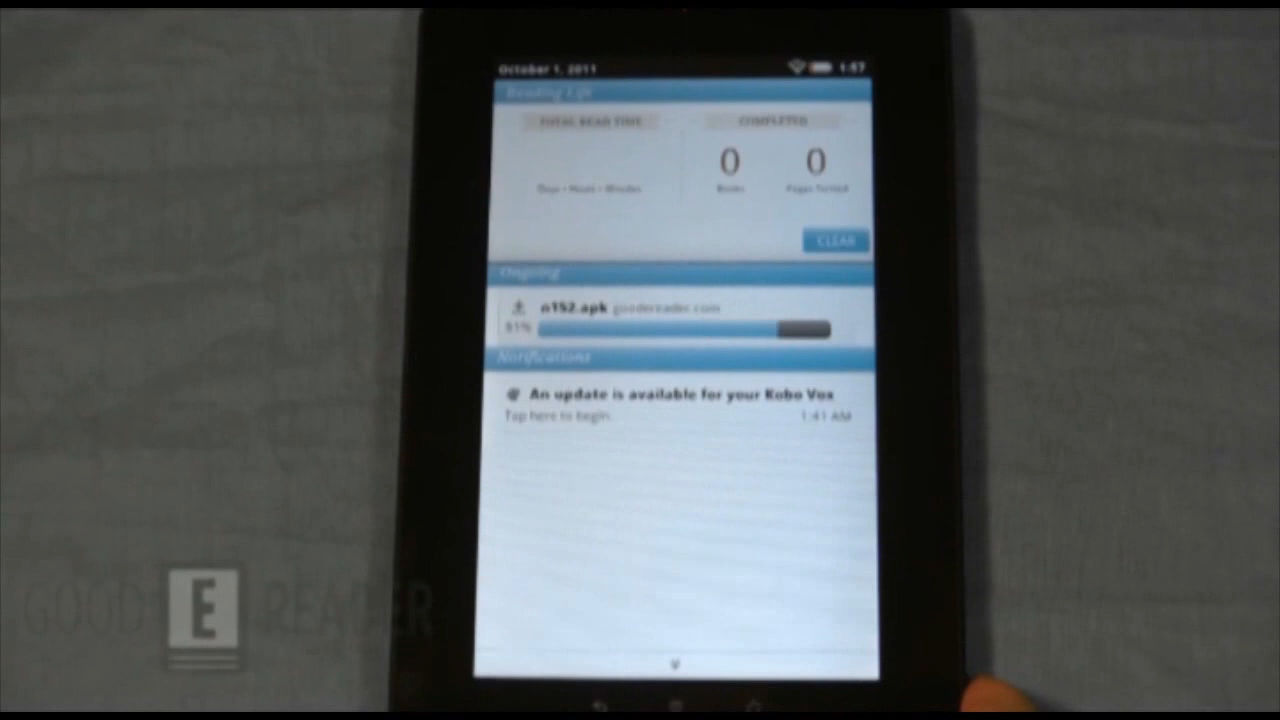 October 1, 2011 1:57
Reading Life
TOTAL READ TIME COMPLETED
0 0
Days • Hours • Minutes Books Pages Turned
CLEAR
Ongoing
n152.apk goodereader.com
81%
Notifications
@ An update is available for your Kobo Vox
Tap here to begin. 1:41 AM
GOOD E READER